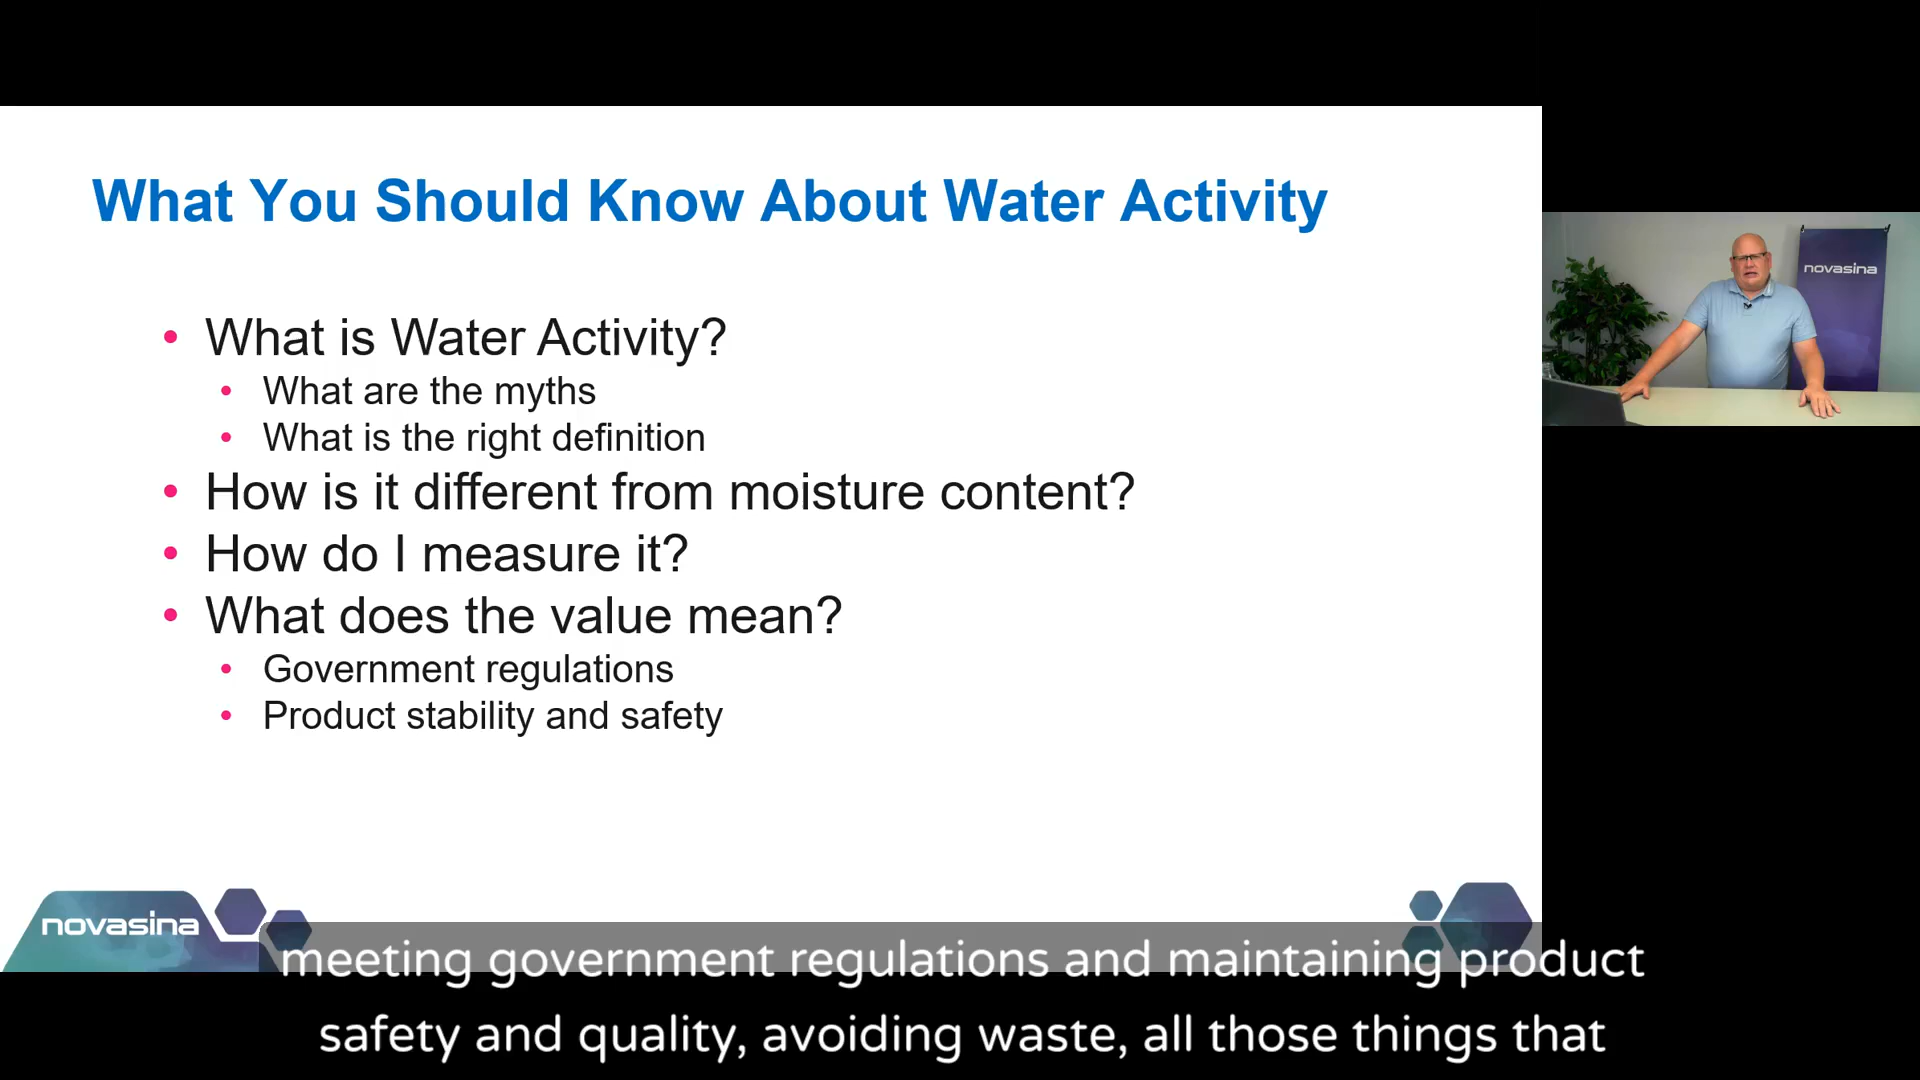 What You Should Know About Water Activity
• What is Water Activity?
• What are the myths
• What is the right definition
• How is it different from moisture content?
• How do I measure it?
• What does the value mean?
• Government regulations
• Product stability and safety
novasina
novasina
meeting government regulations and maintaining product
safety and quality, avoiding waste, all those things that